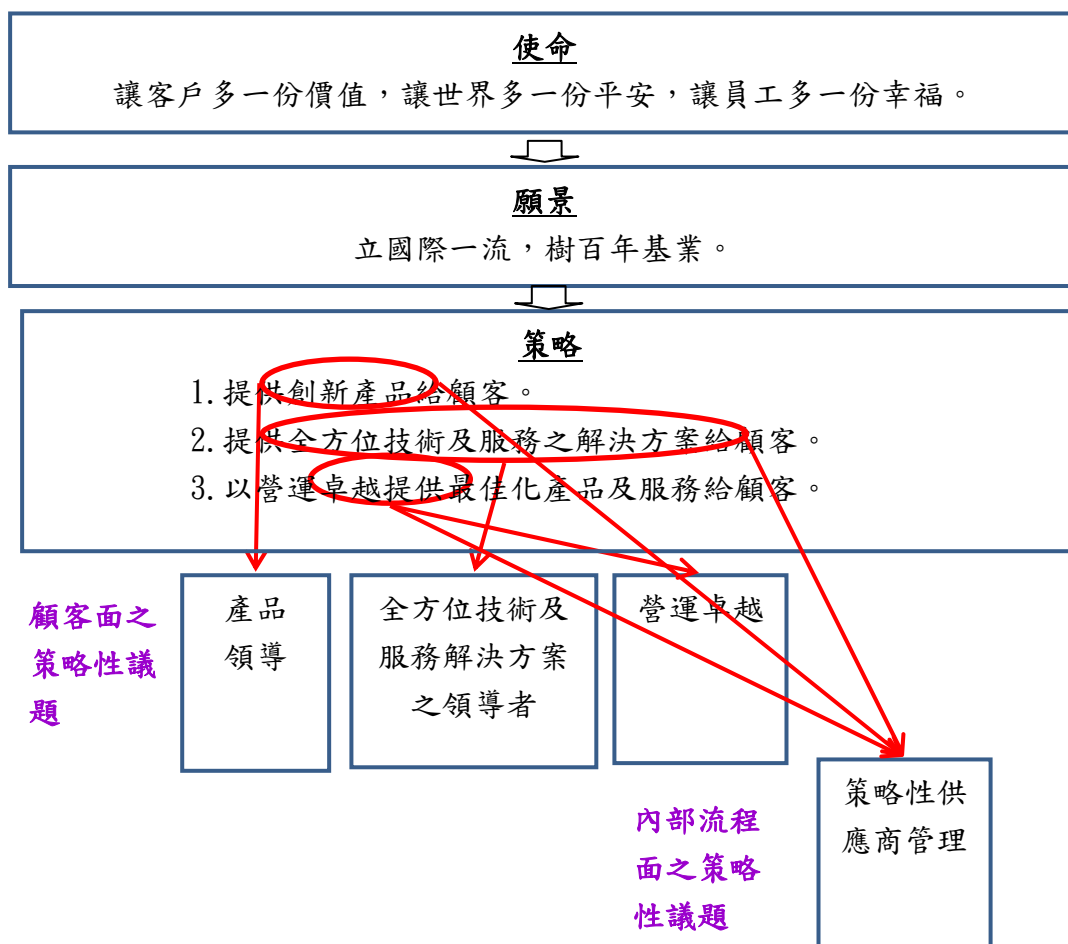 使命
讓客戶多一份價值，讓世界多一份平安，讓員工多一份幸福。
願景
立國際一流，樹百年基業。
策略
1.提供創新產品給顧客。
2.提供全方位技術及服務之解決方案給顧客。
3.以營運卓越提供最佳化產品及服務給顧客。
顧客面之
策略性議
題
產品
領導
全方位技術及
服務解決方案
之領導者
營運卓越
內部流程
面之策略
性議題
策略性供
應商管理